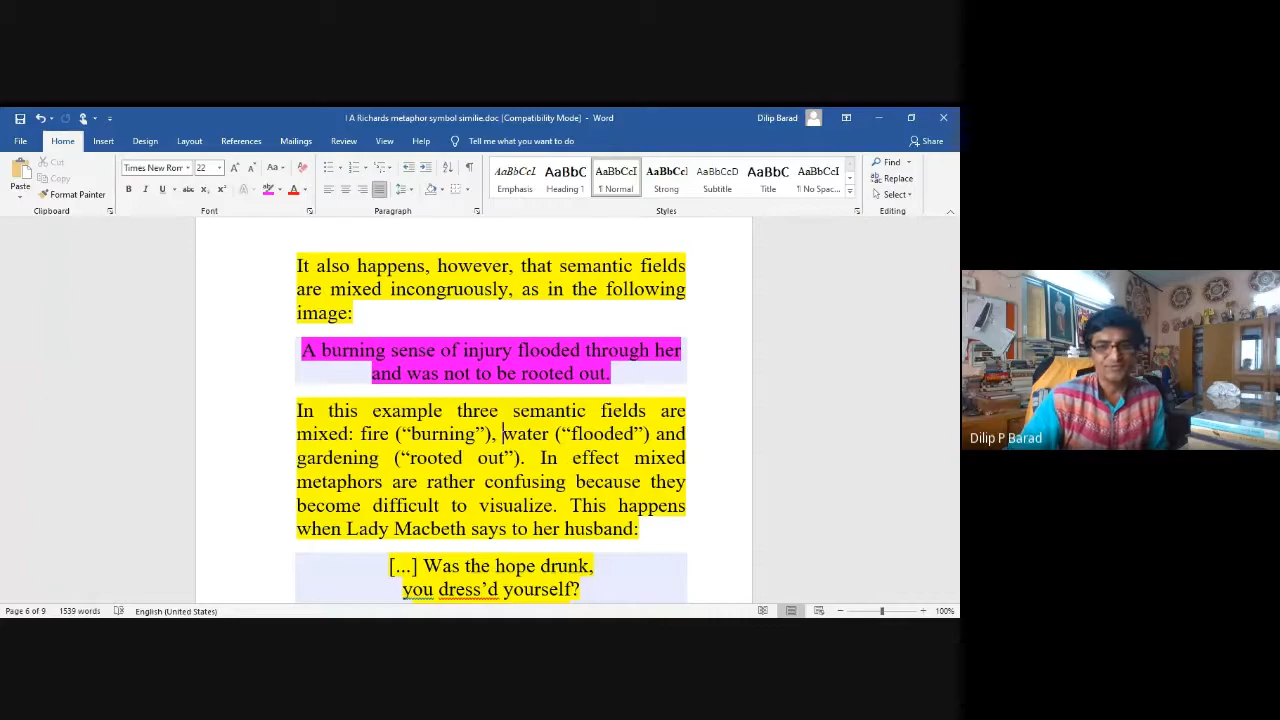 I A Richards metaphor symbol similie.doc [Compatibility Mode] - Word
Dilip Barad
File Home Insert Design Layout References Mailings Review View Help Tell me what you want to do Share
Paste
Cut
Copy
Format Painter
Clipboard
Times New Rom 22
Font
Paragraph
AaBbCcI AaBbC AaBbCcI AaBbCcI AaBbCcD AaBbC AaBbCcI
Emphasis Heading 1 ¶ Normal Strong Subtitle Title ¶ No Spac...
Styles
Find
Replace
Select
Editing
It also happens, however, that semantic fields
are mixed incongruously, as in the following
image:
A burning sense of injury flooded through her
and was not to be rooted out.
In this example three semantic fields are
mixed: fire (“burning”), water (“flooded”) and
gardening (“rooted out”). In effect mixed
metaphors are rather confusing because they
become difficult to visualize. This happens
when Lady Macbeth says to her husband:
[...] Was the hope drunk,
you dress’d yourself?
Page 6 of 9 1539 words English (United States) 100%
Dilip P Barad